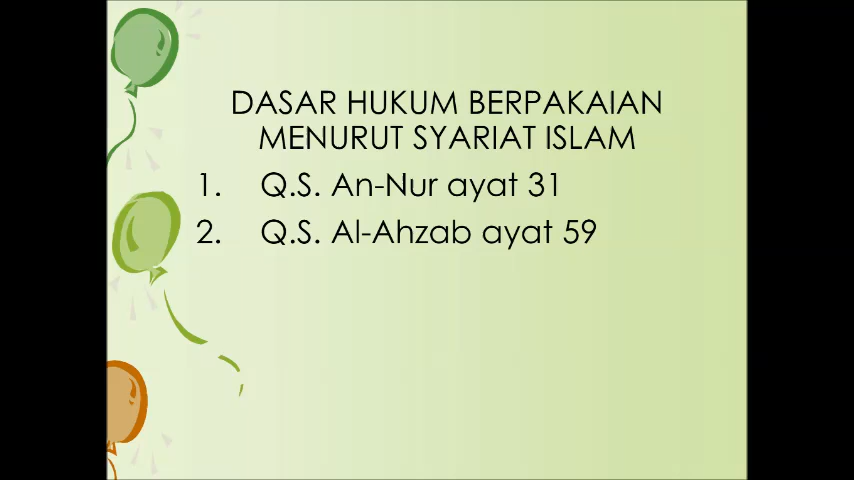 DASAR HUKUM BERPAKAIAN
MENURUT SYARIAT ISLAM
1. Q.S. An-Nur ayat 31
2. Q.S. Al-Ahzab ayat 59